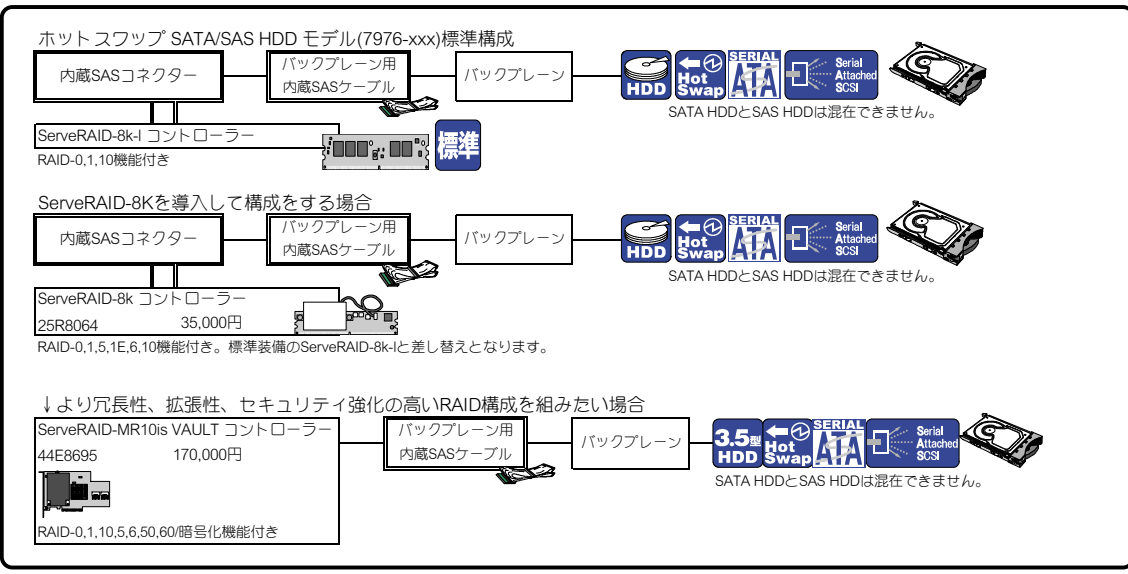 ホットスワップ SATA/SAS HDD モデル(7976-xxx)標準構成
内蔵SASコネクター
バックプレーン用
内蔵SASケーブル
バックプレーン
HDD
Hot
Swap
SERIAL
ATA
Serial
Attached
SCSI
SATA HDDとSAS HDDは混在できません。
ServeRAID-8k-l コントローラー
RAID-0,1,10機能付き
標準
ServeRAID-8Kを導入して構成をする場合
内蔵SASコネクター
バックプレーン用
内蔵SASケーブル
バックプレーン
HDD
Hot
Swap
SERIAL
ATA
Serial
Attached
SCSI
SATA HDDとSAS HDDは混在できません。
ServeRAID-8k コントローラー
25R8064 35,000円
RAID-0,1,5,1E,6,10機能付き。標準装備のServeRAID-8k-lと差し替えとなります。
↓より冗長性、拡張性、セキュリティ強化の高いRAID構成を組みたい場合
ServeRAID-MR10is VAULT コントローラー
44E8695 170,000円
RAID-0,1,10,5,6,50,60/暗号化機能付き
バックプレーン用
内蔵SASケーブル
バックプレーン
3.5型
HDD
Hot
Swap
SERIAL
ATA
Serial
Attached
SCSI
SATA HDDとSAS HDDは混在できません。